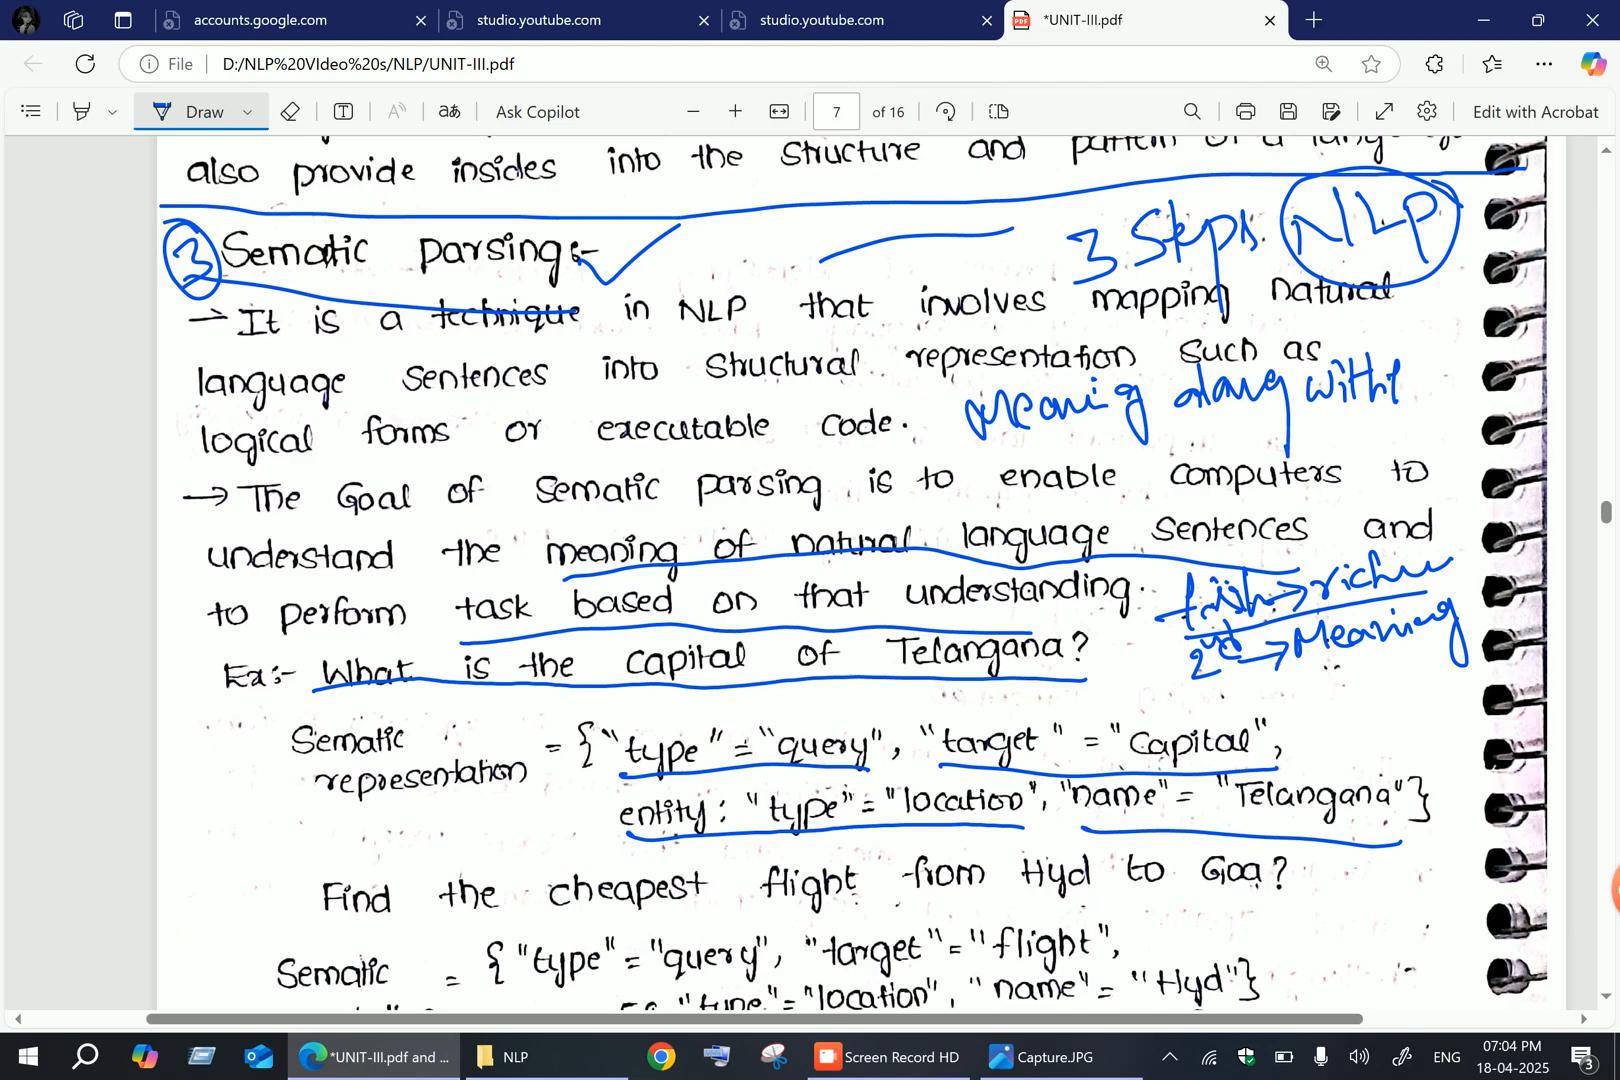 accounts.google.com
studio.youtube.com
studio.youtube.com
*UNIT-III.pdf
File
D:/NLP%20VIdeo%20s/NLP/UNIT-III.pdf
Draw
Ask Copilot
7
of 16
Edit with Acrobat
also provide insides into the structure and pattern of a
3 Steps. NLP
3 Sematic parsing:-
→ It is a technique in NLP that involves mapping natural
language sentences into structural representation such as
logical forms or executable code.
Meaning along with
→ The Goal of Sematic parsing is to enable computers to
understand the meaning of natural language sentences and
to perform task based on that understanding.
2nd → Meaning
Ex:- What is the capital of Telangana?
Sematic representation = {"type" = "query", "target" = "Capital",
entity: "type" = "location", "name" = "Telangana"}
Find the cheapest flight from Hyd to Goa?
Sematic = {"type" = "query", "target" = "flight",
"type" = "location", "name" = "Hyd"}
*UNIT-III.pdf and ...
NLP
Screen Record HD
Capture.JPG
ENG
07:04 PM
18-04-2025
3